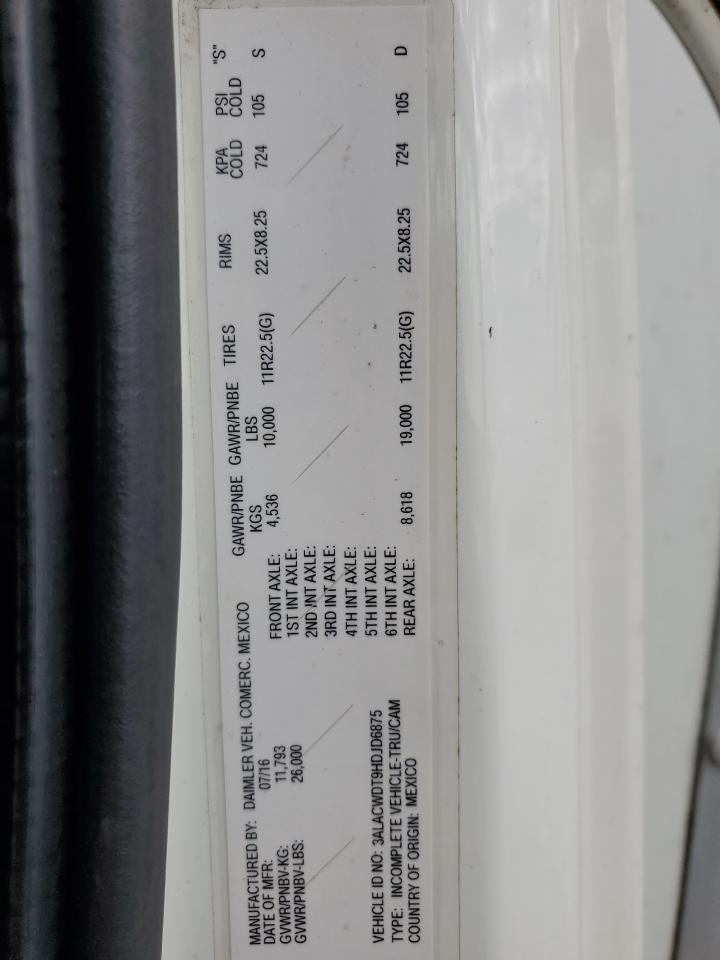 MANUFACTURED BY: DAIMLER VEH. COMERC. MEXICO
DATE OF MFR: 07/16
GVWR/PNBV-KG: 11,793
GVWR/PNBV-LBS: 26,000
VEHICLE ID NO: 3ALACWDT9HDJD6875
TYPE: INCOMPLETE VEHICLE-TRU/CAM
COUNTRY OF ORIGIN: MEXICO
GAWR/PNBE GAWR/PNBE TIRES RIMS KPA PSI "S"
KGS LBS COLD COLD
FRONT AXLE: 4,536 10,000 11R22.5(G) 22.5X8.25 724 105 S
1ST INT AXLE:
2ND INT AXLE:
3RD INT AXLE:
4TH INT AXLE:
5TH INT AXLE:
6TH INT AXLE:
REAR AXLE: 8,618 19,000 11R22.5(G) 22.5X8.25 724 105 D